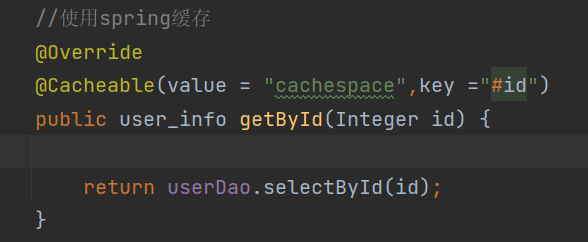 //使用spring缓存
@Override
@Cacheable(value = "cachespace",key ="#id")
public user_info getById(Integer id) {
return userDao.selectById(id);
}